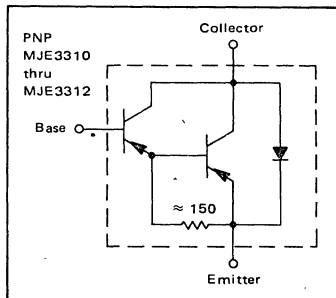 PNP
MJE3310
thru
MJE3312
Collector
Base
≈ 150
Emitter